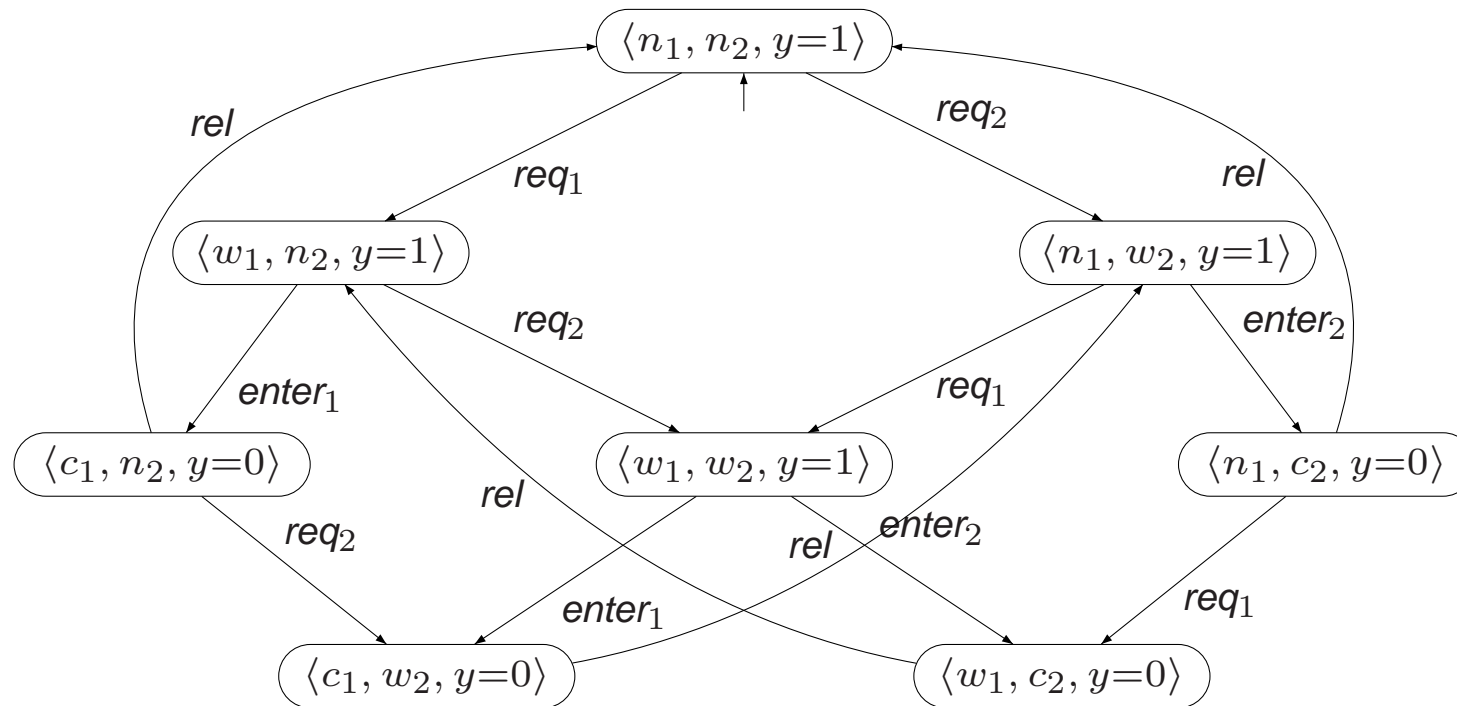 ⟨n₁, n₂, y=1⟩
rel
req₂
req₁
rel
⟨w₁, n₂, y=1⟩
⟨n₁, w₂, y=1⟩
req₂
enter₂
enter₁
req₁
⟨c₁, n₂, y=0⟩
⟨w₁, w₂, y=1⟩
⟨n₁, c₂, y=0⟩
rel
req₂
rel
enter₂
enter₁
req₁
⟨c₁, w₂, y=0⟩
⟨w₁, c₂, y=0⟩